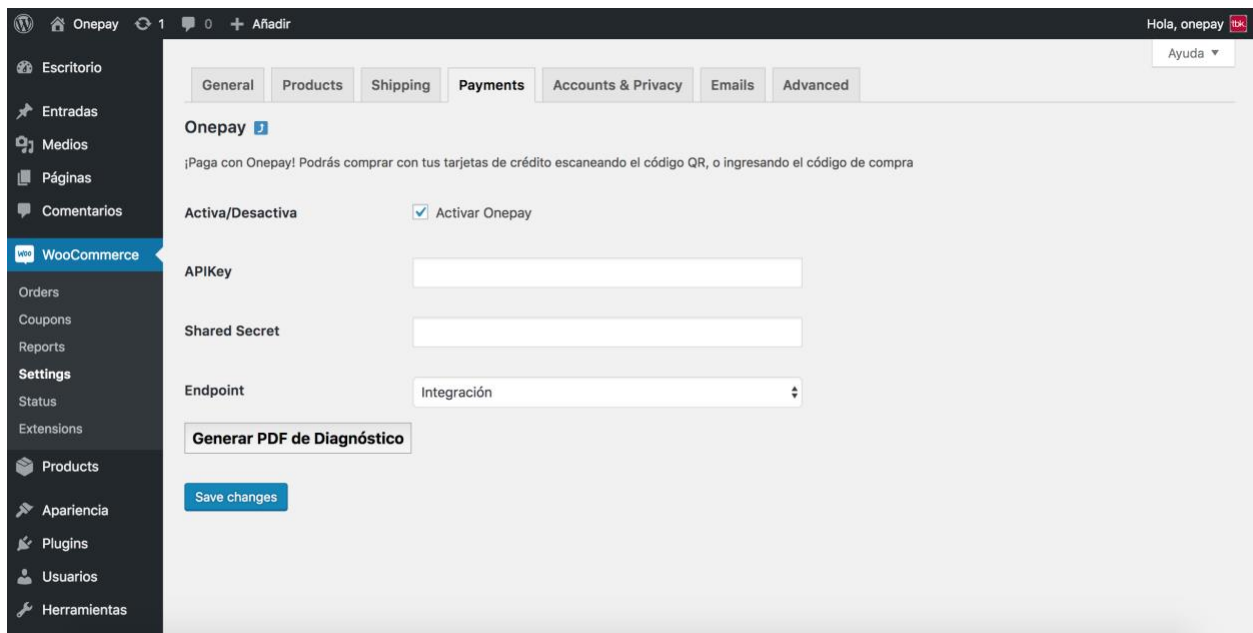 Onepay 1 0 + Añadir Hola, onepay tbk.
Ayuda
Escritorio
Entradas
Medios
Páginas
Comentarios
Woo WooCommerce
Orders
Coupons
Reports
Settings
Status
Extensions
Products
Apariencia
Plugins
Usuarios
Herramientas
General Products Shipping Payments Accounts & Privacy Emails Advanced
Onepay
¡Paga con Onepay! Podrás comprar con tus tarjetas de crédito escaneando el código QR, o ingresando el código de compra
Activa/Desactiva Activar Onepay
APIKey
Shared Secret
Endpoint Integración
Generar PDF de Diagnóstico
Save changes